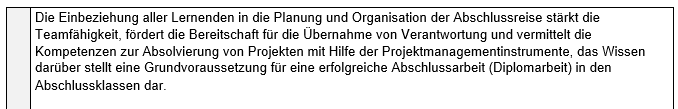 Die Einbeziehung aller Lernenden in die Planung und Organisation der Abschlussreise stärkt die
Teamfähigkeit, fördert die Bereitschaft für die Übernahme von Verantwortung und vermittelt die
Kompetenzen zur Absolvierung von Projekten mit Hilfe der Projektmanagementinstrumente, das Wissen
darüber stellt eine Grundvoraussetzung für eine erfolgreiche Abschlussarbeit (Diplomarbeit) in den
Abschlussklassen dar.